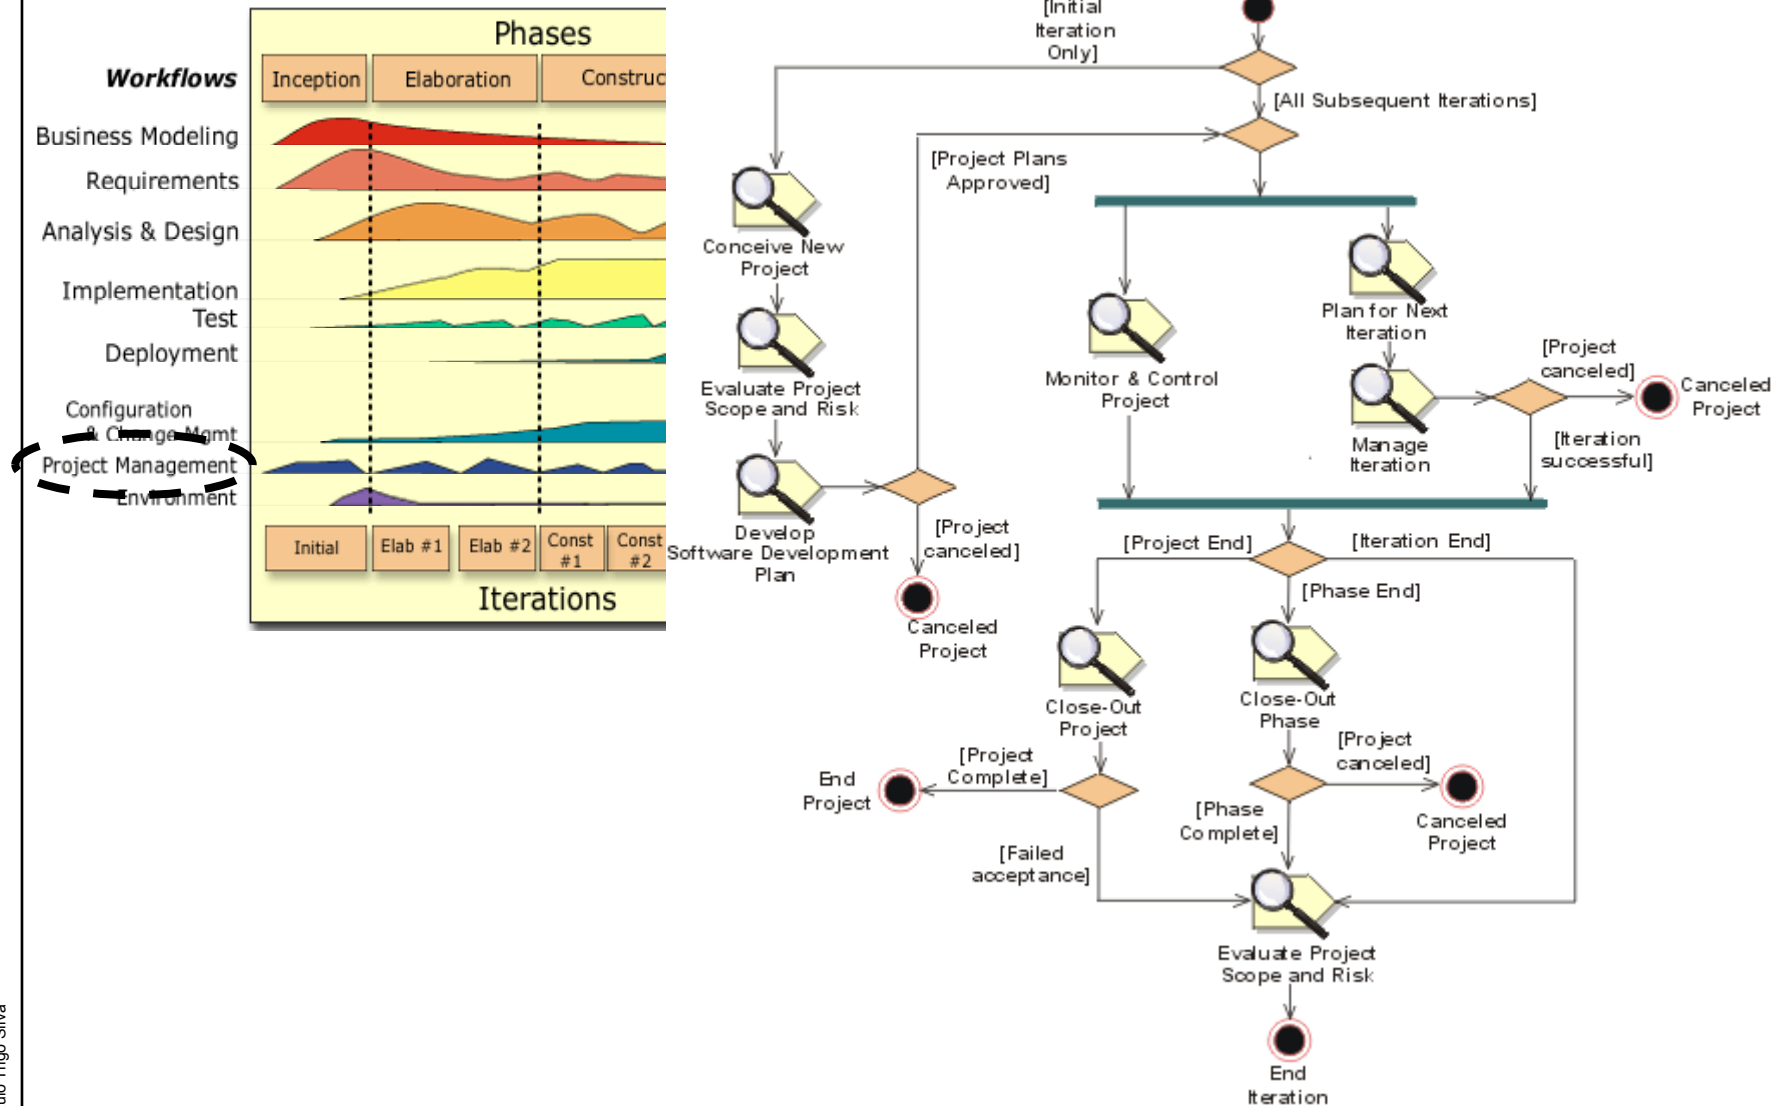 Phases
Workflows
Inception
Elaboration
Construc
Business Modeling
Requirements
Analysis & Design
Implementation
Test
Deployment
Configuration
& Change Mgmt
Project Management
Environment
Initial
Elab #1
Elab #2
Const
#1
Const
#2
Iterations
[Initial
Iteration
Only]
[All Subsequent Iterations]
[Project Plans
Approved]
Conceive New
Project
Evaluate Project
Scope and Risk
Develop
Software Development
Plan
[Project
canceled]
Canceled
Project
Monitor & Control
Project
Plan for Next
Iteration
Manage
Iteration
[Project
canceled]
Canceled
Project
[Iteration
successful]
[Project End]
[Iteration End]
[Phase End]
Close-Out
Project
Close-Out
Phase
[Project
Complete]
End
Project
[Project
canceled]
Canceled
Project
[Phase
Complete]
[Failed
acceptance]
Evaluate Project
Scope and Risk
End
Iteration
Silva